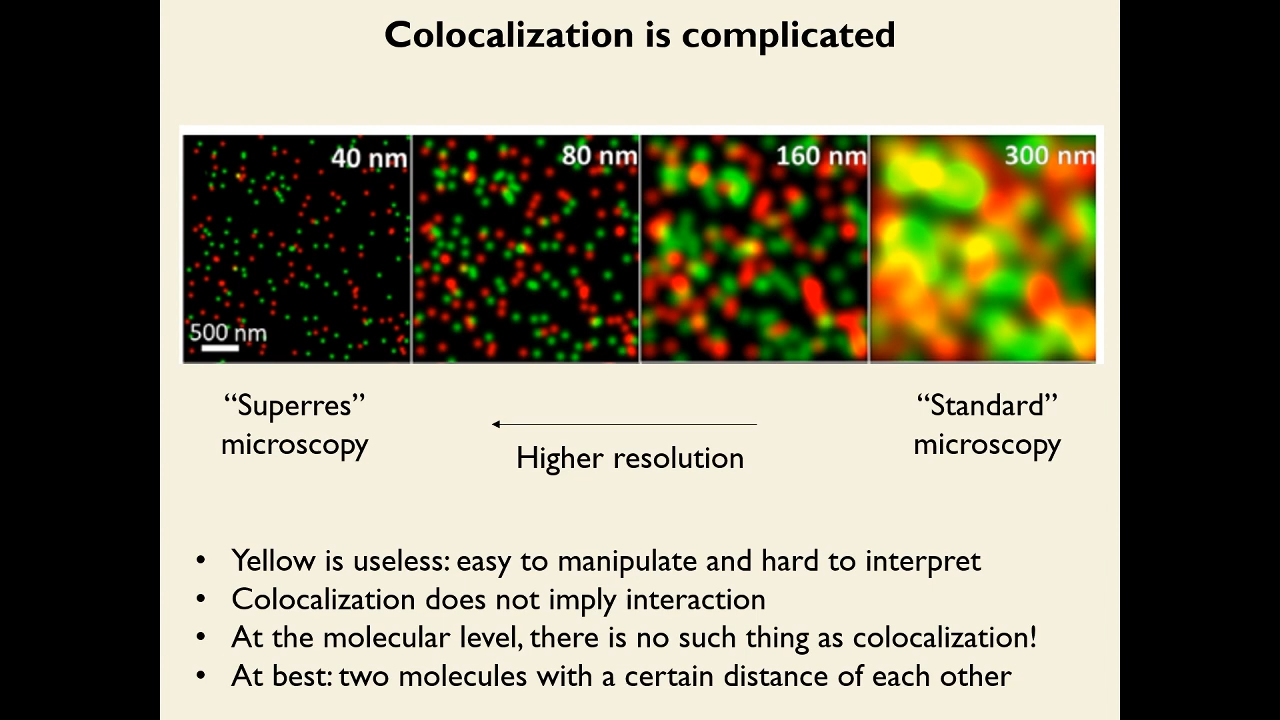 Colocalization is complicated
40 nm
80 nm
160 nm
300 nm
500 nm
“Superres”
microscopy
Higher resolution
“Standard”
microscopy
• Yellow is useless: easy to manipulate and hard to interpret
• Colocalization does not imply interaction
• At the molecular level, there is no such thing as colocalization!
• At best: two molecules with a certain distance of each other